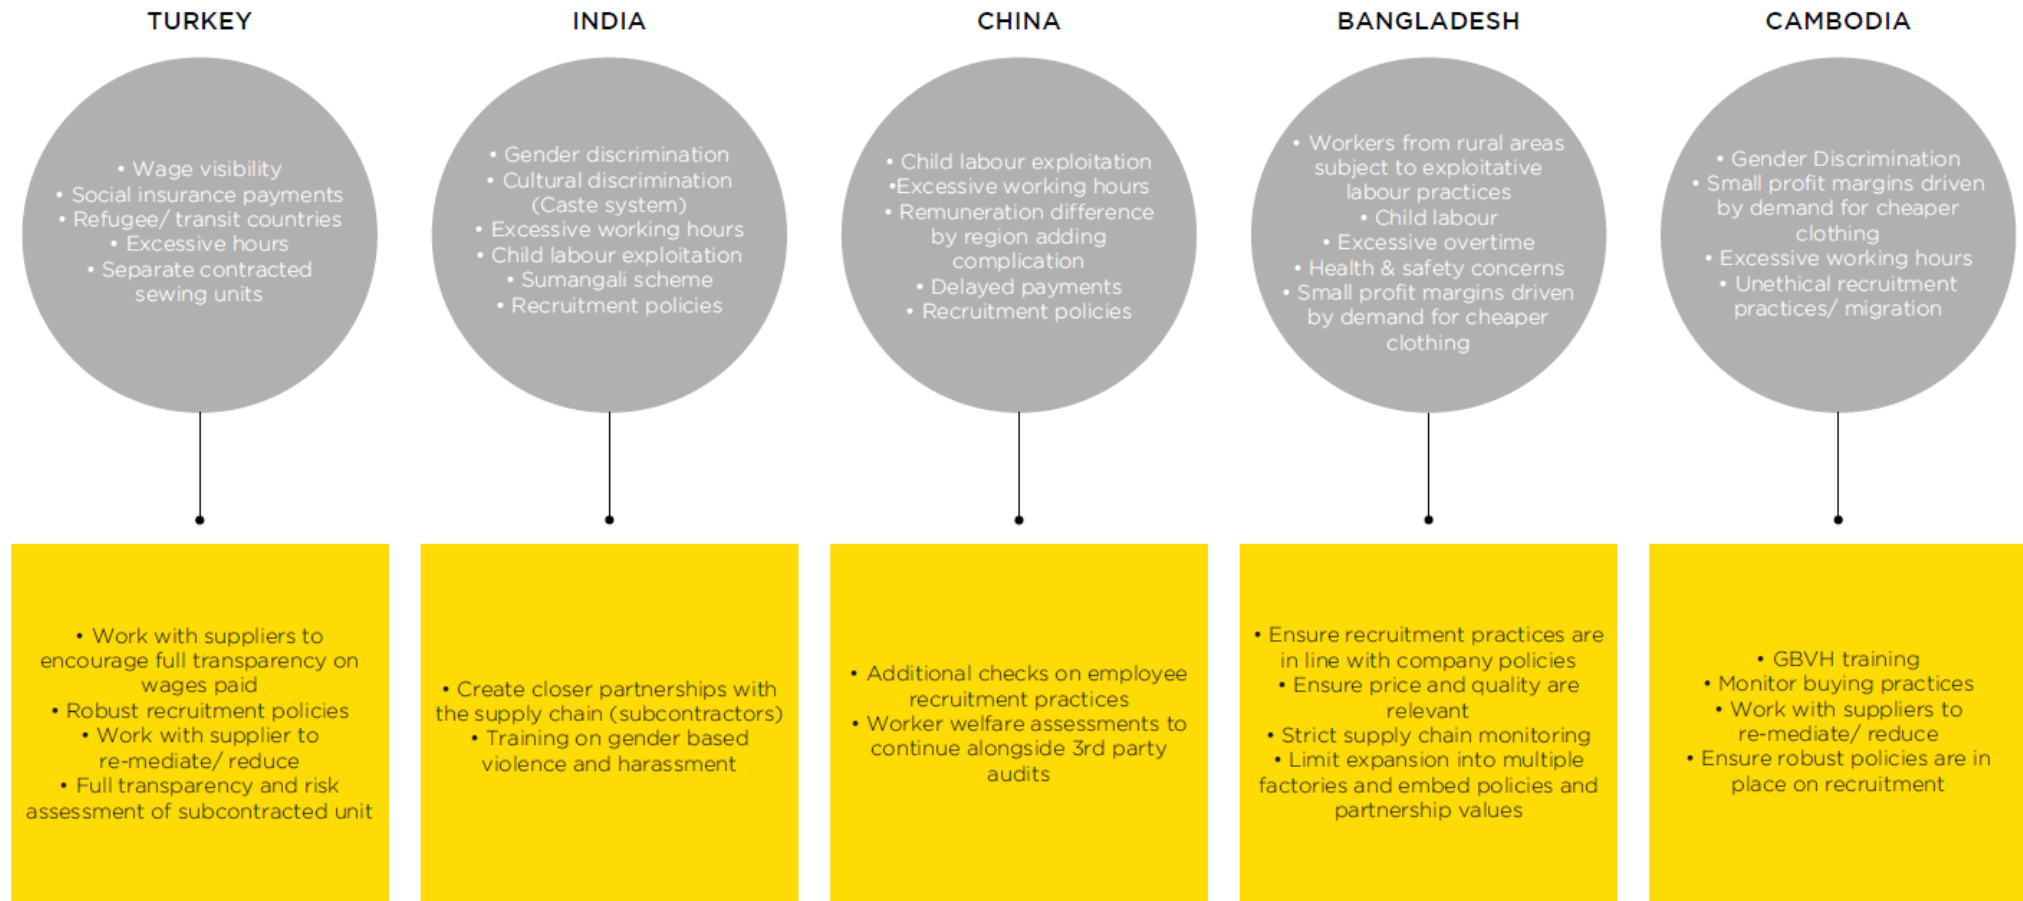 TURKEY
• Wage visibility
• Social insurance payments
• Refugee/ transit countries
• Excessive hours
• Separate contracted
sewing units
• Work with suppliers to
encourage full transparency on
wages paid
• Robust recruitment policies
• Work with supplier to
re-mediate/ reduce
• Full transparency and risk
assessment of subcontracted unit
INDIA
• Gender discrimination
• Cultural discrimination
(Caste system)
• Excessive working hours
• Child labour exploitation
• Sumangali scheme
• Recruitment policies
• Create closer partnerships with
the supply chain (subcontractors)
• Training on gender based
violence and harassment
CHINA
• Child labour exploitation
•Excessive working hours
• Remuneration difference
by region adding
complication
• Delayed payments
• Recruitment policies
• Additional checks on employee
recruitment practices
• Worker welfare assessments to
continue alongside 3rd party
audits
BANGLADESH
• Workers from rural areas
subject to exploitative
labour practices
• Child labour
• Excessive overtime
• Health & safety concerns
• Small profit margins driven
by demand for cheaper
clothing
• Ensure recruitment practices are
in line with company policies
• Ensure price and quality are
relevant
• Strict supply chain monitoring
• Limit expansion into multiple
factories and embed policies and
partnership values
CAMBODIA
• Gender Discrimination
• Small profit margins driven
by demand for cheaper
clothing
• Excessive working hours
• Unethical recruitment
practices/ migration
• GBVH training
• Monitor buying practices
• Work with suppliers to
re-mediate/ reduce
• Ensure robust policies are in
place on recruitment